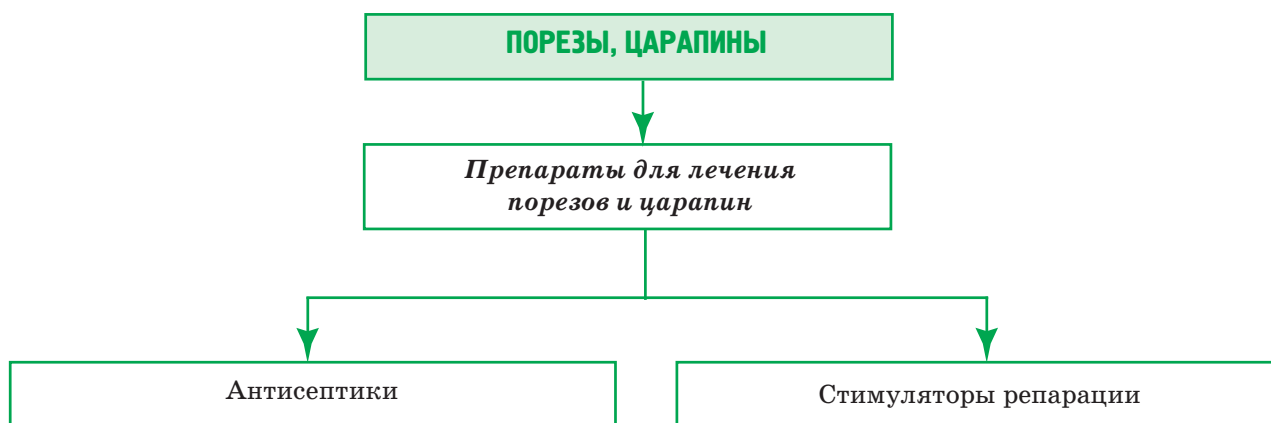 ПОРЕЗЫ, ЦАРАПИНЫ
Препараты для лечения
порезов и царапин
Антисептики
Стимуляторы репарации